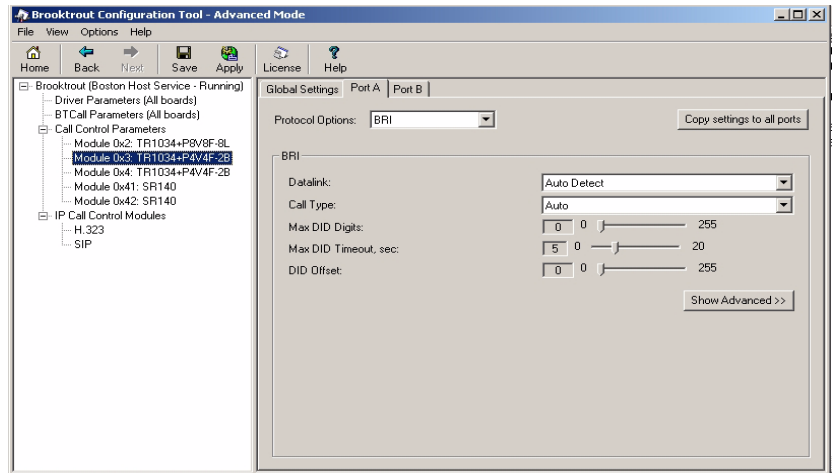 Brooktrout Configuration Tool - Advanced Mode
File View Options Help
Home Back Next Save Apply License Help
Brooktrout (Boston Host Service - Running)
Driver Parameters (All boards)
BTCall Parameters (All boards)
Call Control Parameters
Module 0x2: TR1034+P8V8F-8L
Module 0x3: TR1034+P4V4F-2B
Module 0x4: TR1034+P4V4F-2B
Module 0x41: SR140
Module 0x42: SR140
IP Call Control Modules
H.323
SIP
Global Settings Port A Port B
Protocol Options: BRI Copy settings to all ports
BRI
Datalink: Auto Detect
Call Type: Auto
Max DID Digits: 0 0 255
Max DID Timeout, sec: 5 0 20
DID Offset: 0 0 255
Show Advanced >>